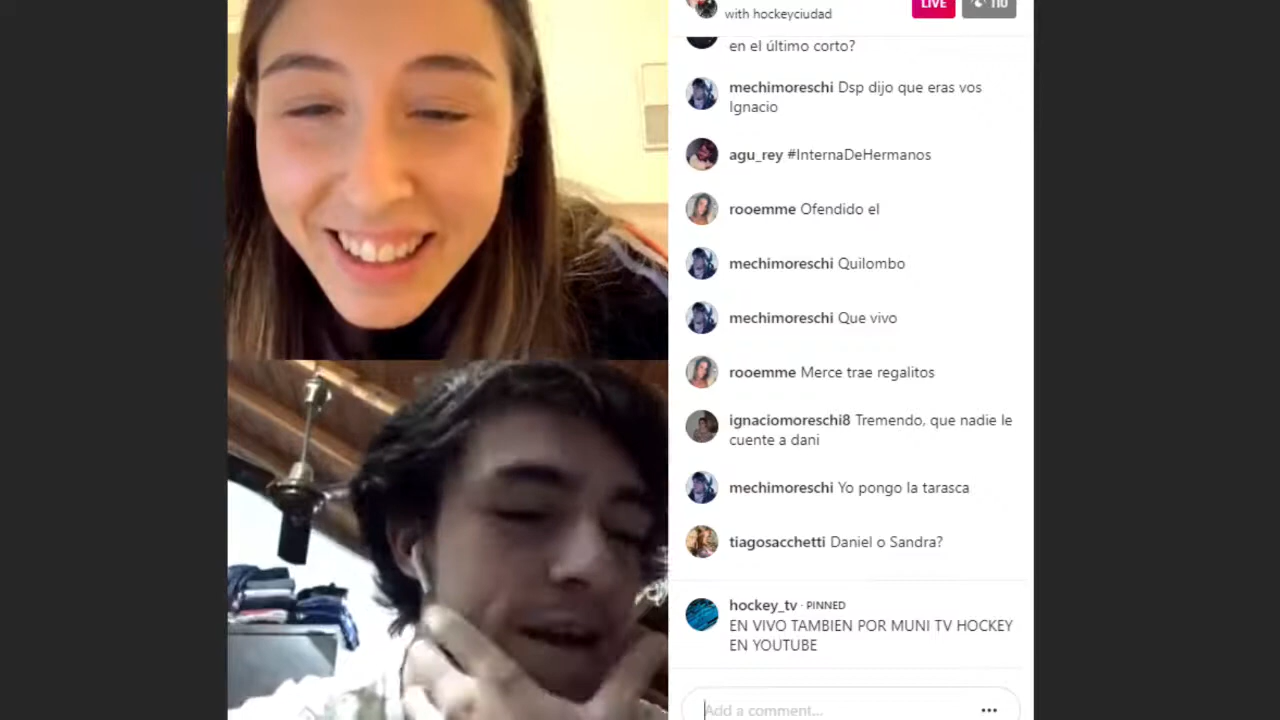 LIVE
110
with hockeyciudad
en el último corto?
mechimoreschi Dsp dijo que eras vos
Ignacio
agu_rey #InternaDeHermanos
rooemme Ofendido el
mechimoreschi Quilombo
mechimoreschi Que vivo
rooemme Merce trae regalitos
ignaciomoreschi8 Tremendo, que nadie le
cuente a dani
mechimoreschi Yo pongo la tarasca
tiagosacchetti Daniel o Sandra?
hockey_tv · PINNED
EN VIVO TAMBIEN POR MUNI TV HOCKEY
EN YOUTUBE
Add a comment...